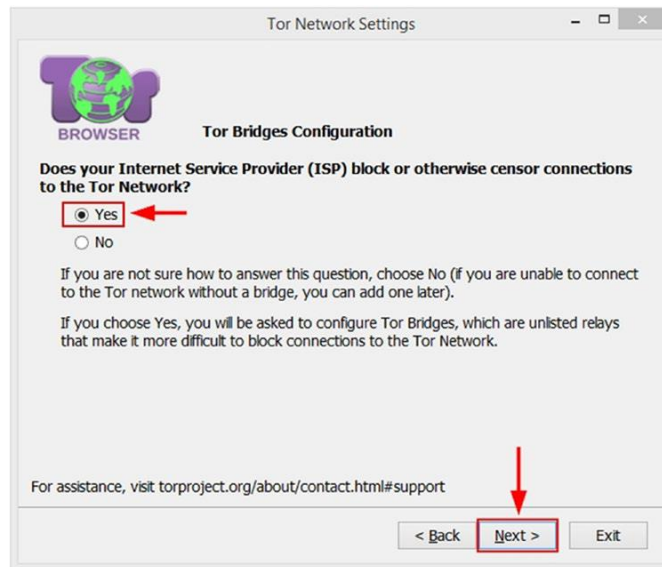 Tor Network Settings
Tor
BROWSER
Tor Bridges Configuration
Does your Internet Service Provider (ISP) block or otherwise censor connections
to the Tor Network?
Yes
No
If you are not sure how to answer this question, choose No (if you are unable to connect
to the Tor network without a bridge, you can add one later).
If you choose Yes, you will be asked to configure Tor Bridges, which are unlisted relays
that make it more difficult to block connections to the Tor Network.
For assistance, visit torproject.org/about/contact.html#support
< Back
Next >
Exit